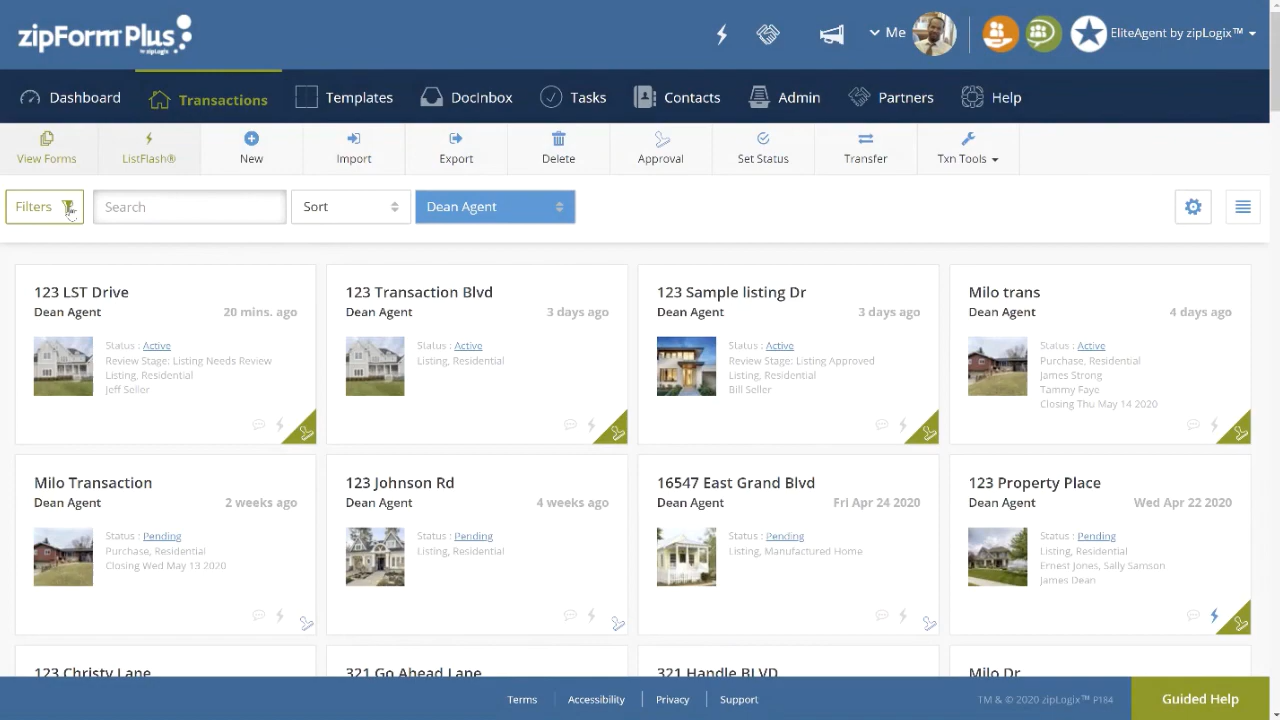 zipForm Plus
by zipLogix
Me
EliteAgent by zipLogix™
Dashboard
Transactions
Templates
DocInbox
Tasks
Contacts
Admin
Partners
Help
View Forms
ListFlash®
New
Import
Export
Delete
Approval
Set Status
Transfer
Txn Tools
Filters
Search
Sort
Dean Agent
123 LST Drive
Dean Agent 20 mins. ago
Status : Active
Review Stage: Listing Needs Review
Listing, Residential
Jeff Seller
123 Transaction Blvd
Dean Agent 3 days ago
Status : Active
Listing, Residential
123 Sample listing Dr
Dean Agent 3 days ago
Status : Active
Review Stage: Listing Approved
Listing, Residential
Bill Seller
Milo trans
Dean Agent 4 days ago
Status : Active
Purchase, Residential
James Strong
Tammy Faye
Closing Thu May 14 2020
Milo Transaction
Dean Agent 2 weeks ago
Status : Pending
Purchase, Residential
Closing Wed May 13 2020
123 Johnson Rd
Dean Agent 4 weeks ago
Status : Pending
Listing, Residential
16547 East Grand Blvd
Dean Agent Fri Apr 24 2020
Status : Pending
Listing, Manufactured Home
123 Property Place
Dean Agent Wed Apr 22 2020
Status : Pending
Listing, Residential
Ernest Jones, Sally Samson
James Dean
123 Christy Lane
321 Go Ahead Lane
321 Handle BLVD
Milo Dr
Terms
Accessibility
Privacy
Support
TM & © 2020 zipLogix™ P184
Guided Help